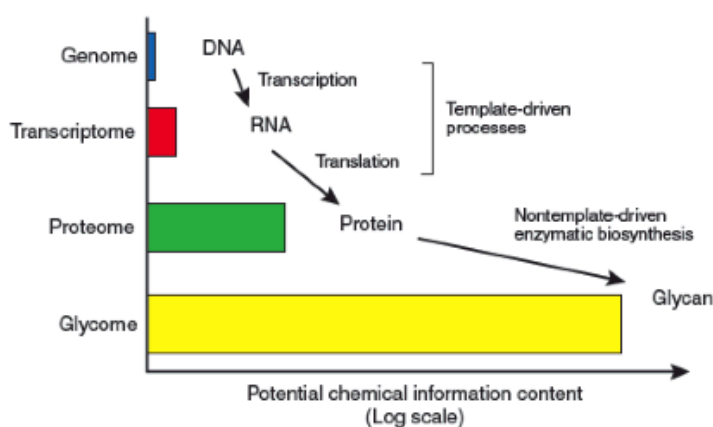 Genome
DNA
Transcription
Transcriptome
RNA
Template-driven
processes
Translation
Proteome
Protein
Nontemplate-driven
enzymatic biosynthesis
Glycome
Glycan
Potential chemical information content
(Log scale)